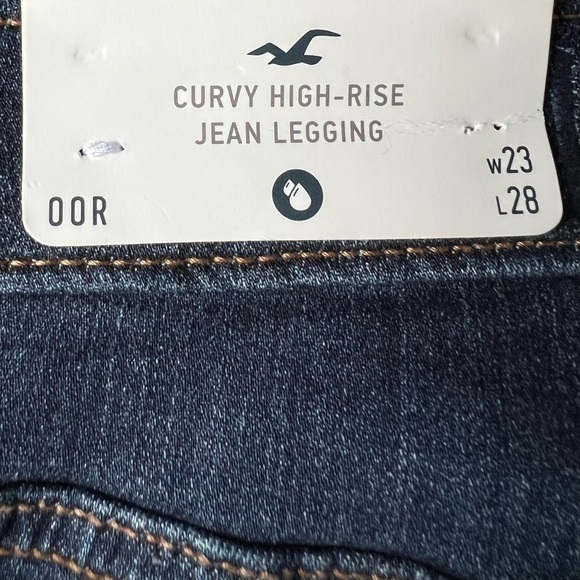 CURVY HIGH-RISE
JEAN LEGGING
00R
W23
L28